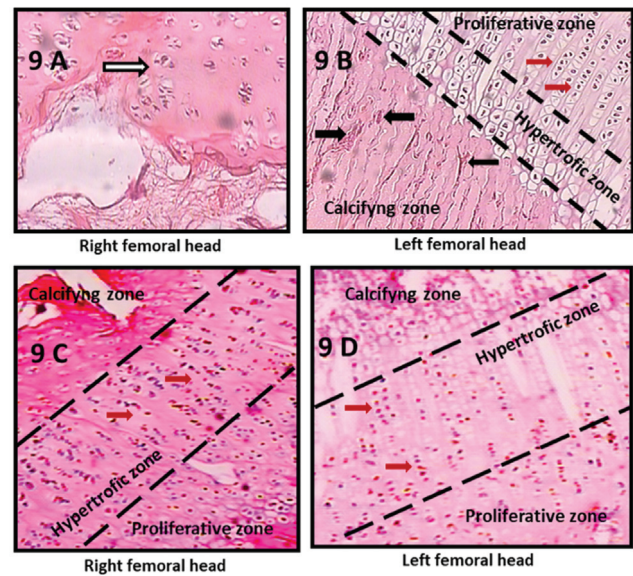 9 A
Right femoral head
9 B
Proliferative zone
Hypertrofic zone
Calcifyng zone
Left femoral head
Calcifyng zone
9 C
Hypertrofic zone
Proliferative zone
Right femoral head
Calcifyng zone
9 D
Hypertrofic zone
Proliferative zone
Left femoral head